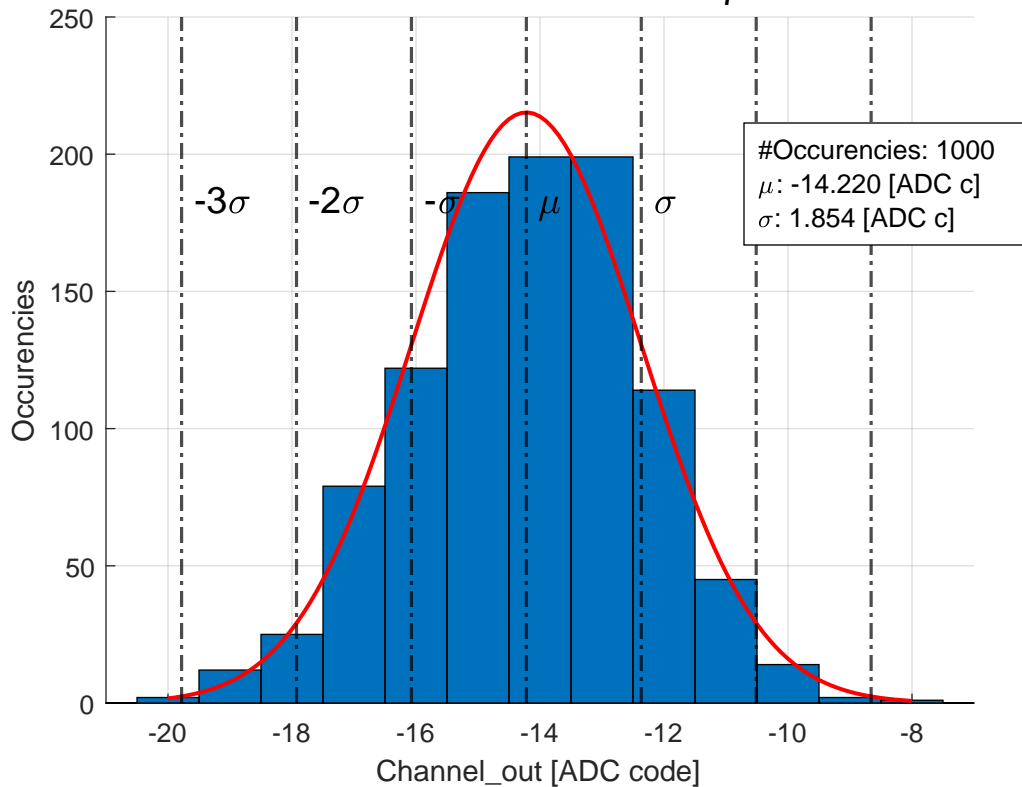 250
200
150
100
50
0
Occurencies
-3σ
-2σ
-σ
μ
σ
#Occurencies: 1000
μ: -14.220 [ADC c]
σ: 1.854 [ADC c]
-20
-18
-16
-14
-12
-10
-8
Channel_out [ADC code]